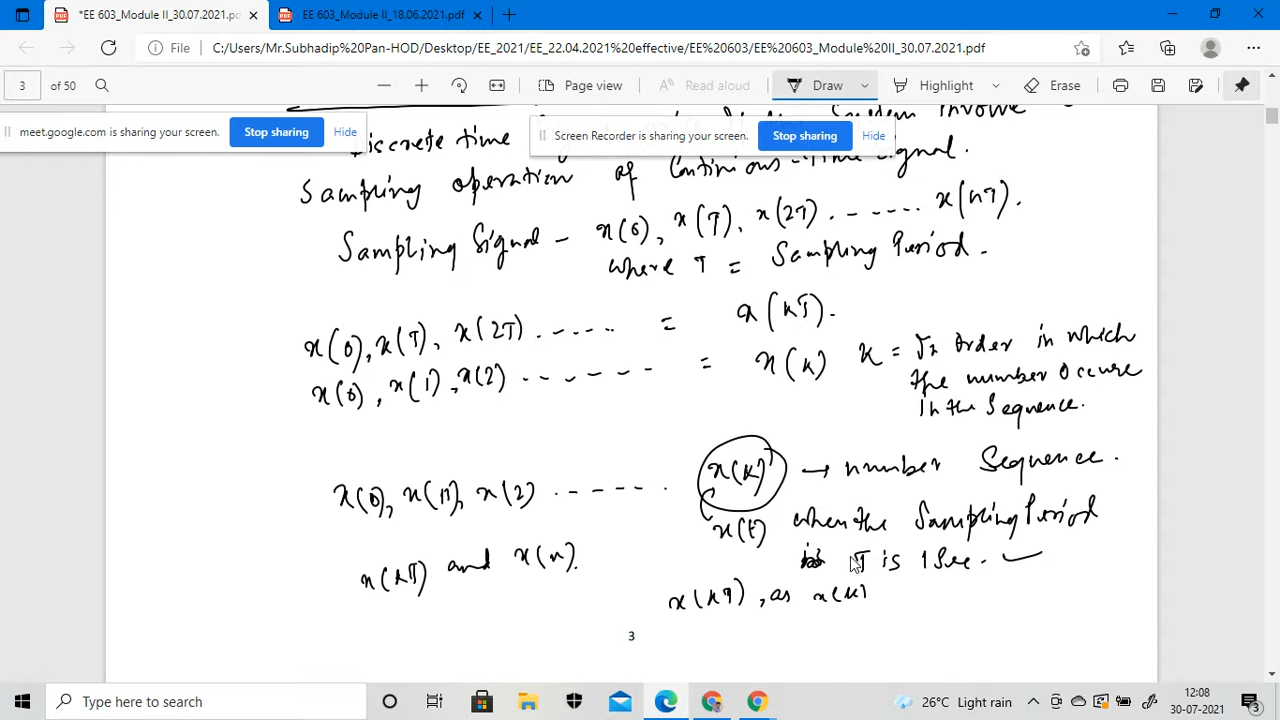 *EE 603_Module II_30.07.2021.pdf
EE 603_Module II_18.06.2021.pdf
File C:/Users/Mr.Subhadip%20Pan-HOD/Desktop/EE_2021/EE_22.04.2021%20effective/EE%20603/EE%20603_Module%20II_30.07.2021.pdf
3 of 50 Page view Read aloud Draw Highlight Erase
System involve
meet.google.com is sharing your screen. Stop sharing Hide
Screen Recorder is sharing your screen. Stop sharing Hide
Discrete time
Sampling operation of Continious-Time signal.
Sampling Signal - x(0), x(T), x(2T) ........ x(nT).
where T = Sampling Period.
x(0), x(T), x(2T) ...... = x(kT).
x(0), x(1), x(2) ....... = x(k) k = order in which
the number occure
in the Sequence.
x(0), x(1), x(2) ....... x(k) → number Sequence.
x(t) when the Sampling Period
T is 1 Sec.
x(kT) and x(k).
x(kT), as x(k)
3
Type here to search
26°C Light rain
12:08
30-07-2021
3